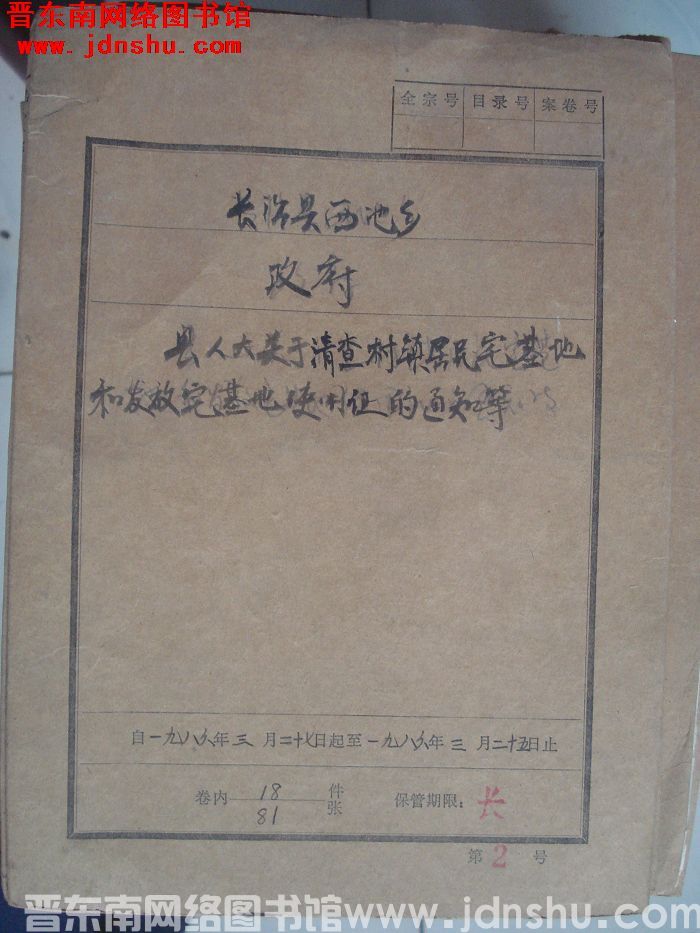 晋东南网络图书馆
www.jdnshu.com
全宗号 目录号 案卷号
长治县西池乡
政府
县人大关于清查村镇居民宅基地
和发放宅基地使用证的通知等
自一九八六年三月二十七日起至一九八六年三月二十五日止
卷内 18 件
81 张
保管期限：长
第2号
晋东南网络图书馆www.jdnshu.com